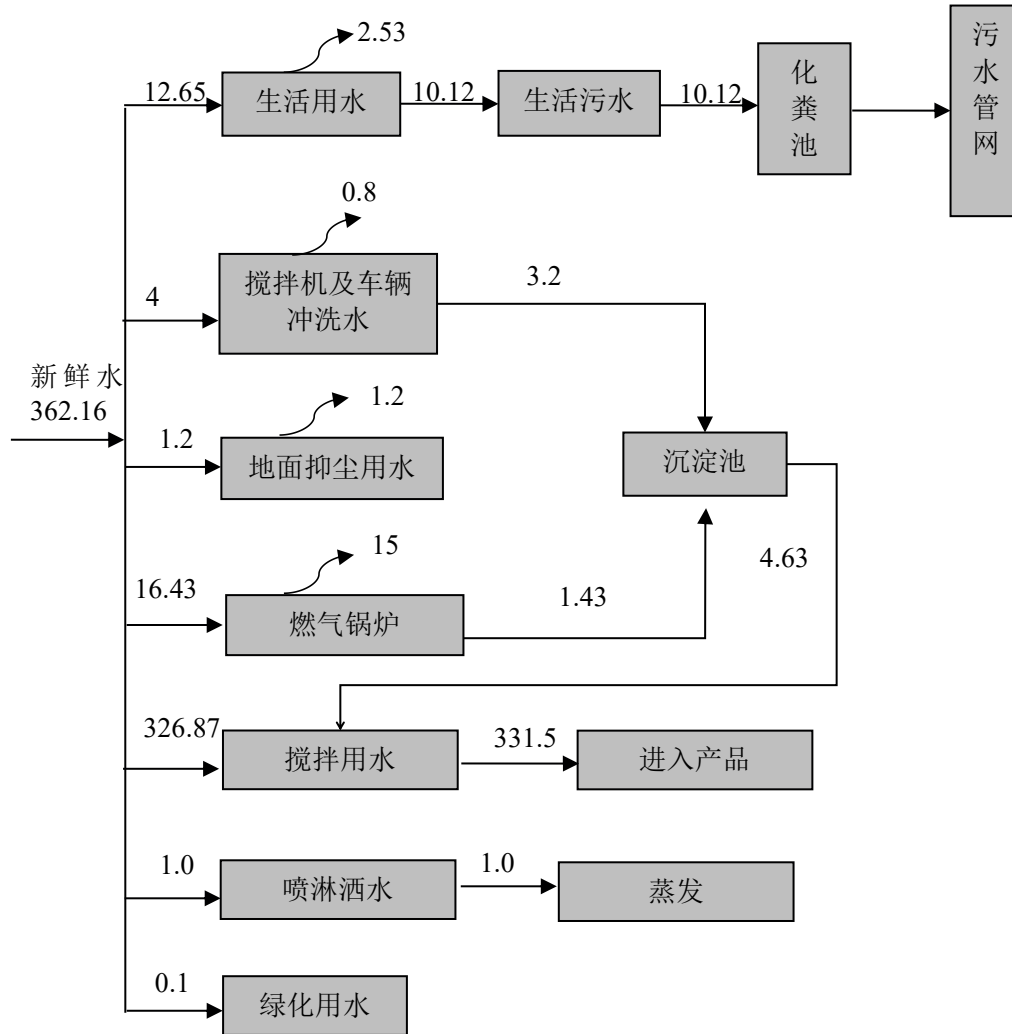 2.53
12.65
生活用水
10.12
生活污水
10.12
化
粪
池
污
水
管
网
0.8
4
搅拌机及车辆
冲洗水
3.2
新鲜水
362.16
1.2
1.2
地面抑尘用水
沉淀池
15
16.43
燃气锅炉
1.43
4.63
326.87
搅拌用水
331.5
进入产品
1.0
喷淋洒水
1.0
蒸发
0.1
绿化用水